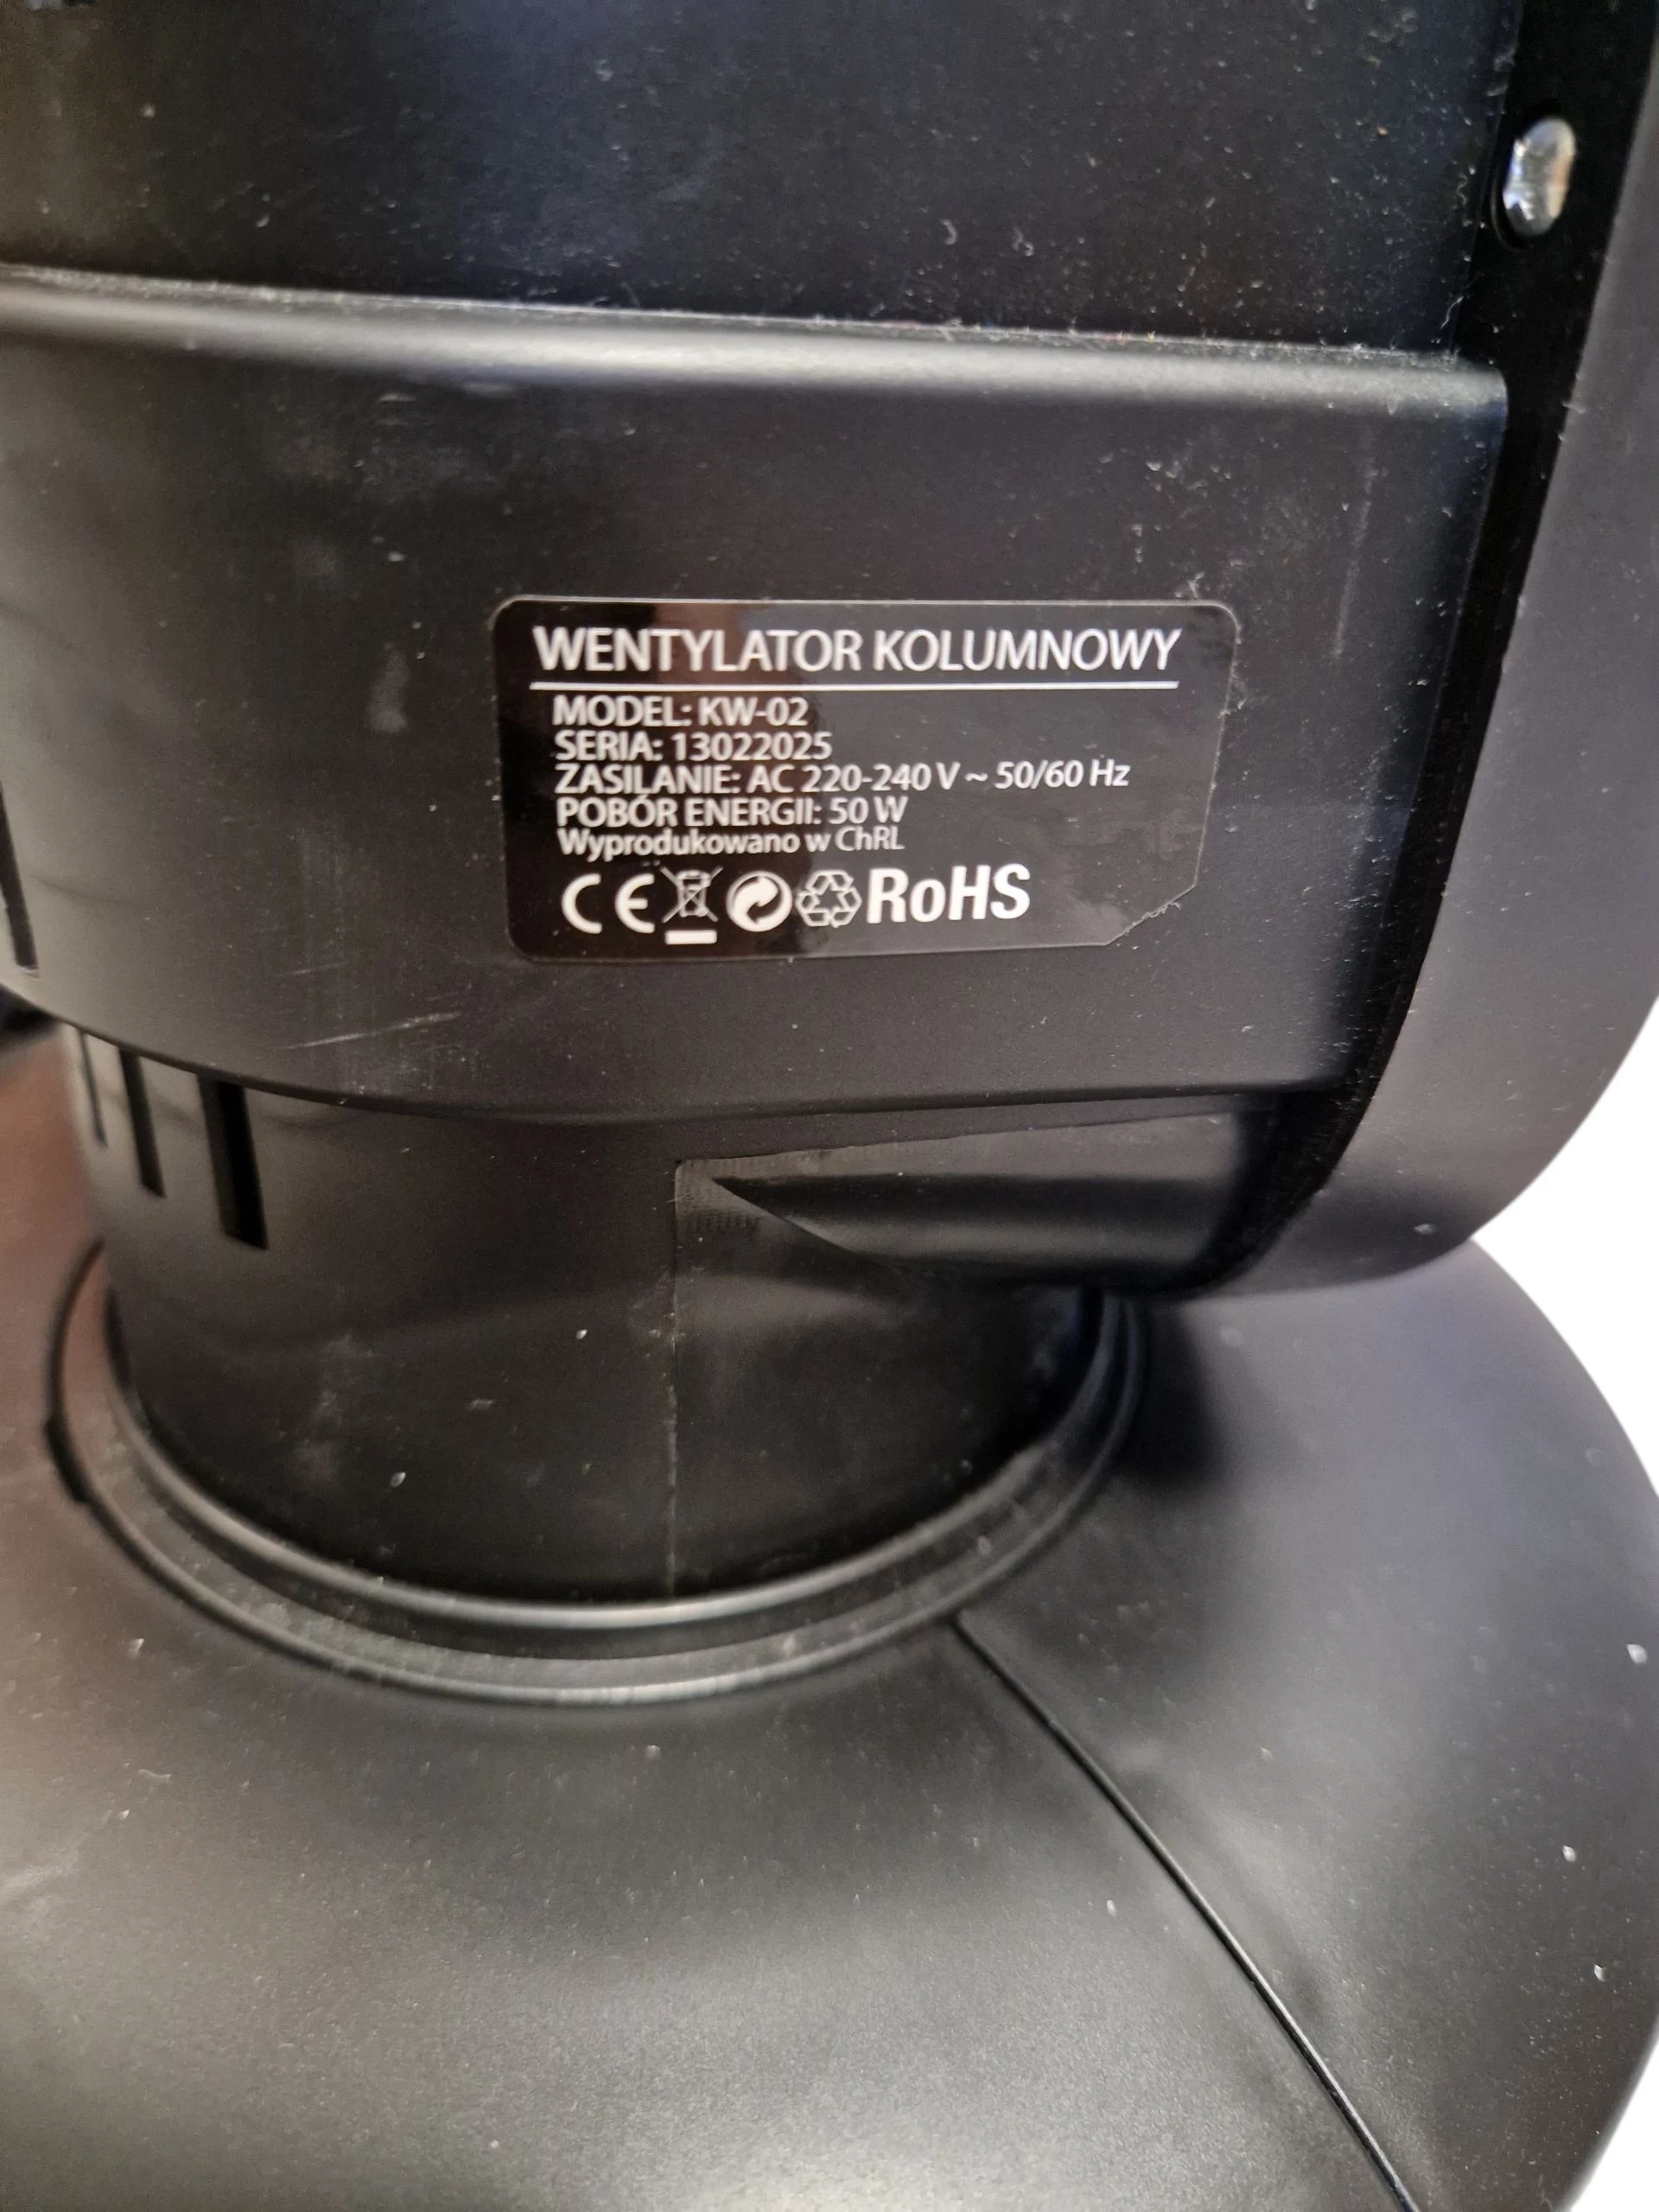 WENTYLATOR KOLUMNOWY
MODEL: KW-02
SERIA: 13022025
ZASILANIE: AC 220-240 V ~ 50/60 Hz
POBÓR ENERGII: 50 W
Wyprodukowano w ChRL
CE RoHS